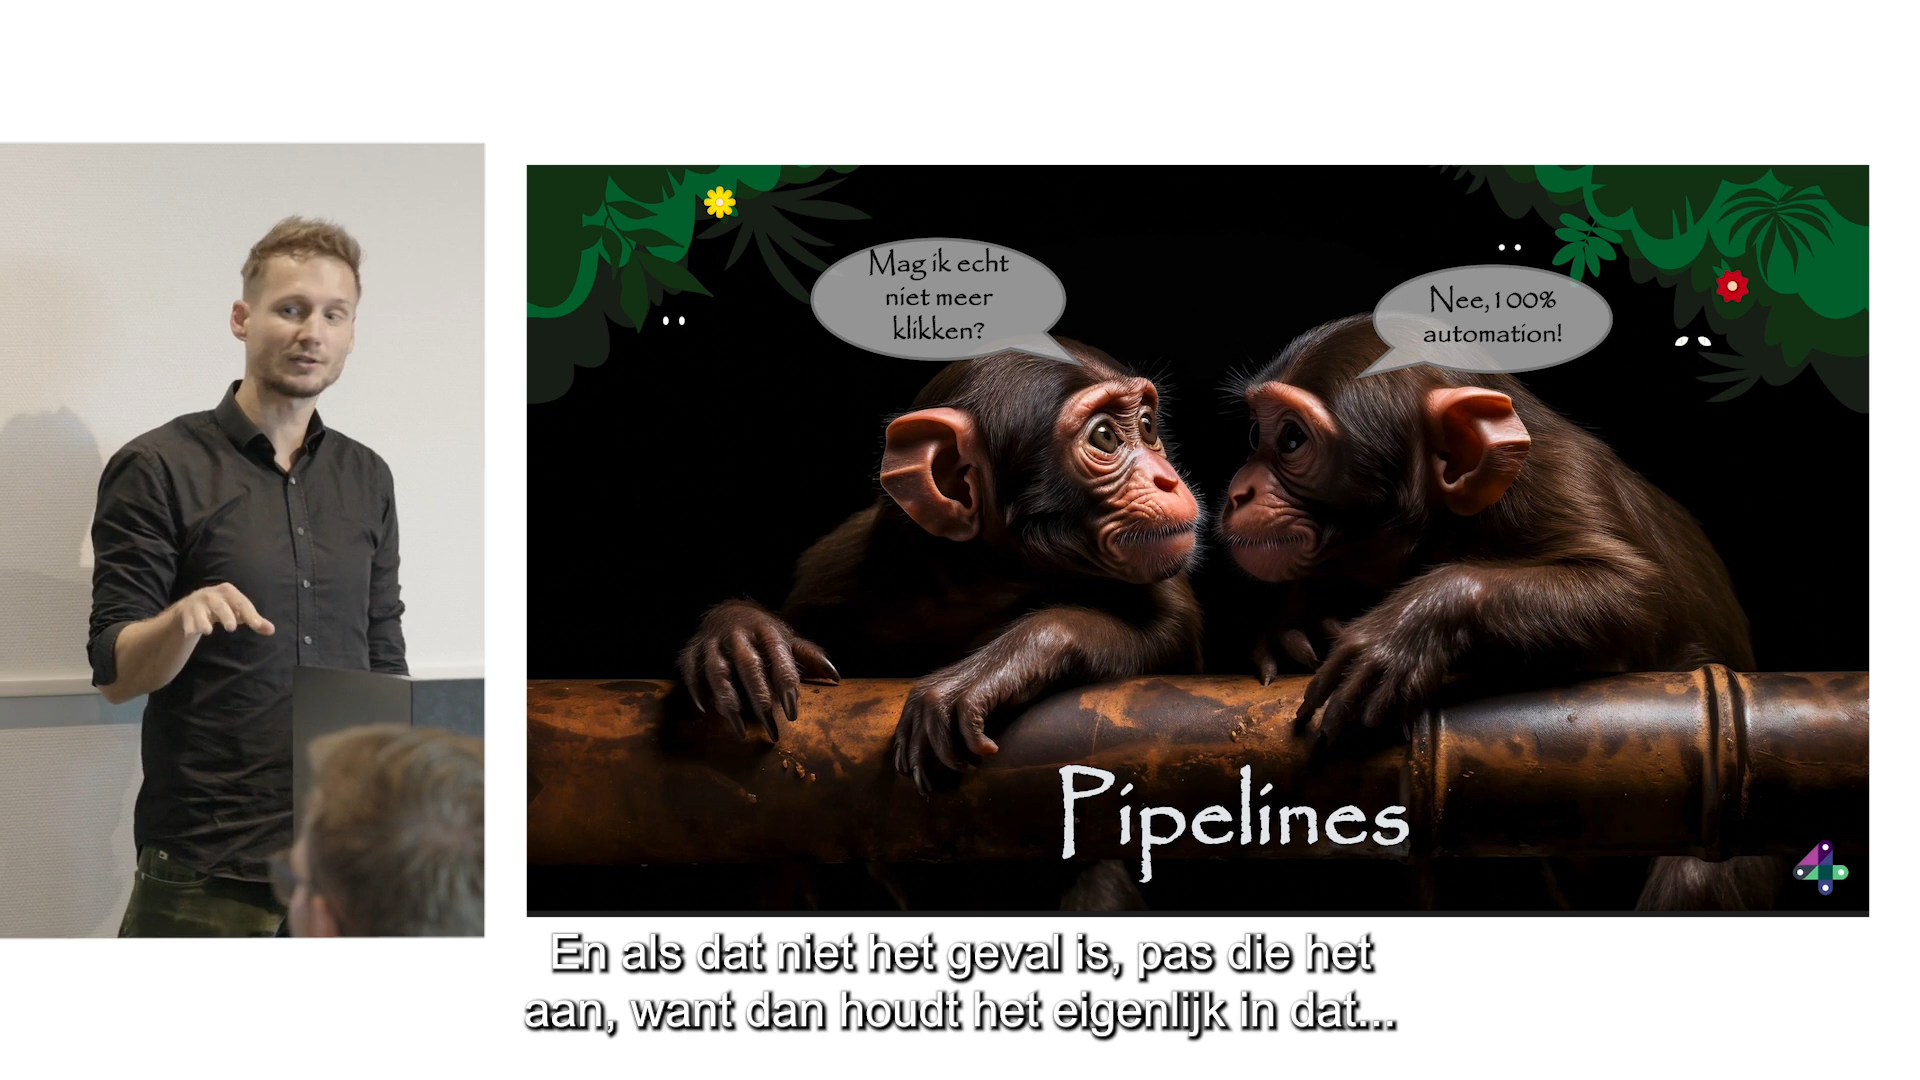 Mag ik echt
niet meer
klikken?
Nee, 100%
automation!
Pipelines
En als dat niet het geval is, pas die het
aan, want dan houdt het eigenlijk in dat...